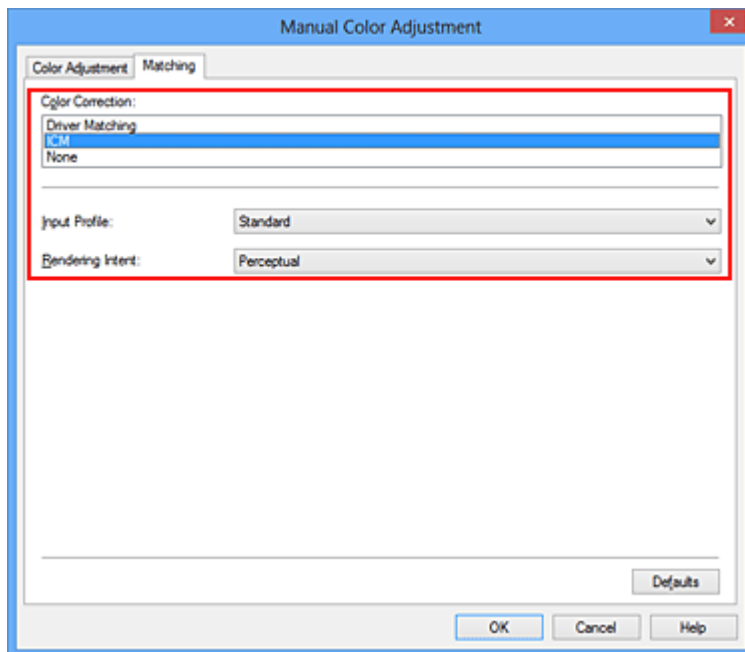 Manual Color Adjustment
Color Adjustment Matching
Color Correction:
Driver Matching
ICM
None
Input Profile: Standard
Rendering Intent: Perceptual
Defaults
OK Cancel Help